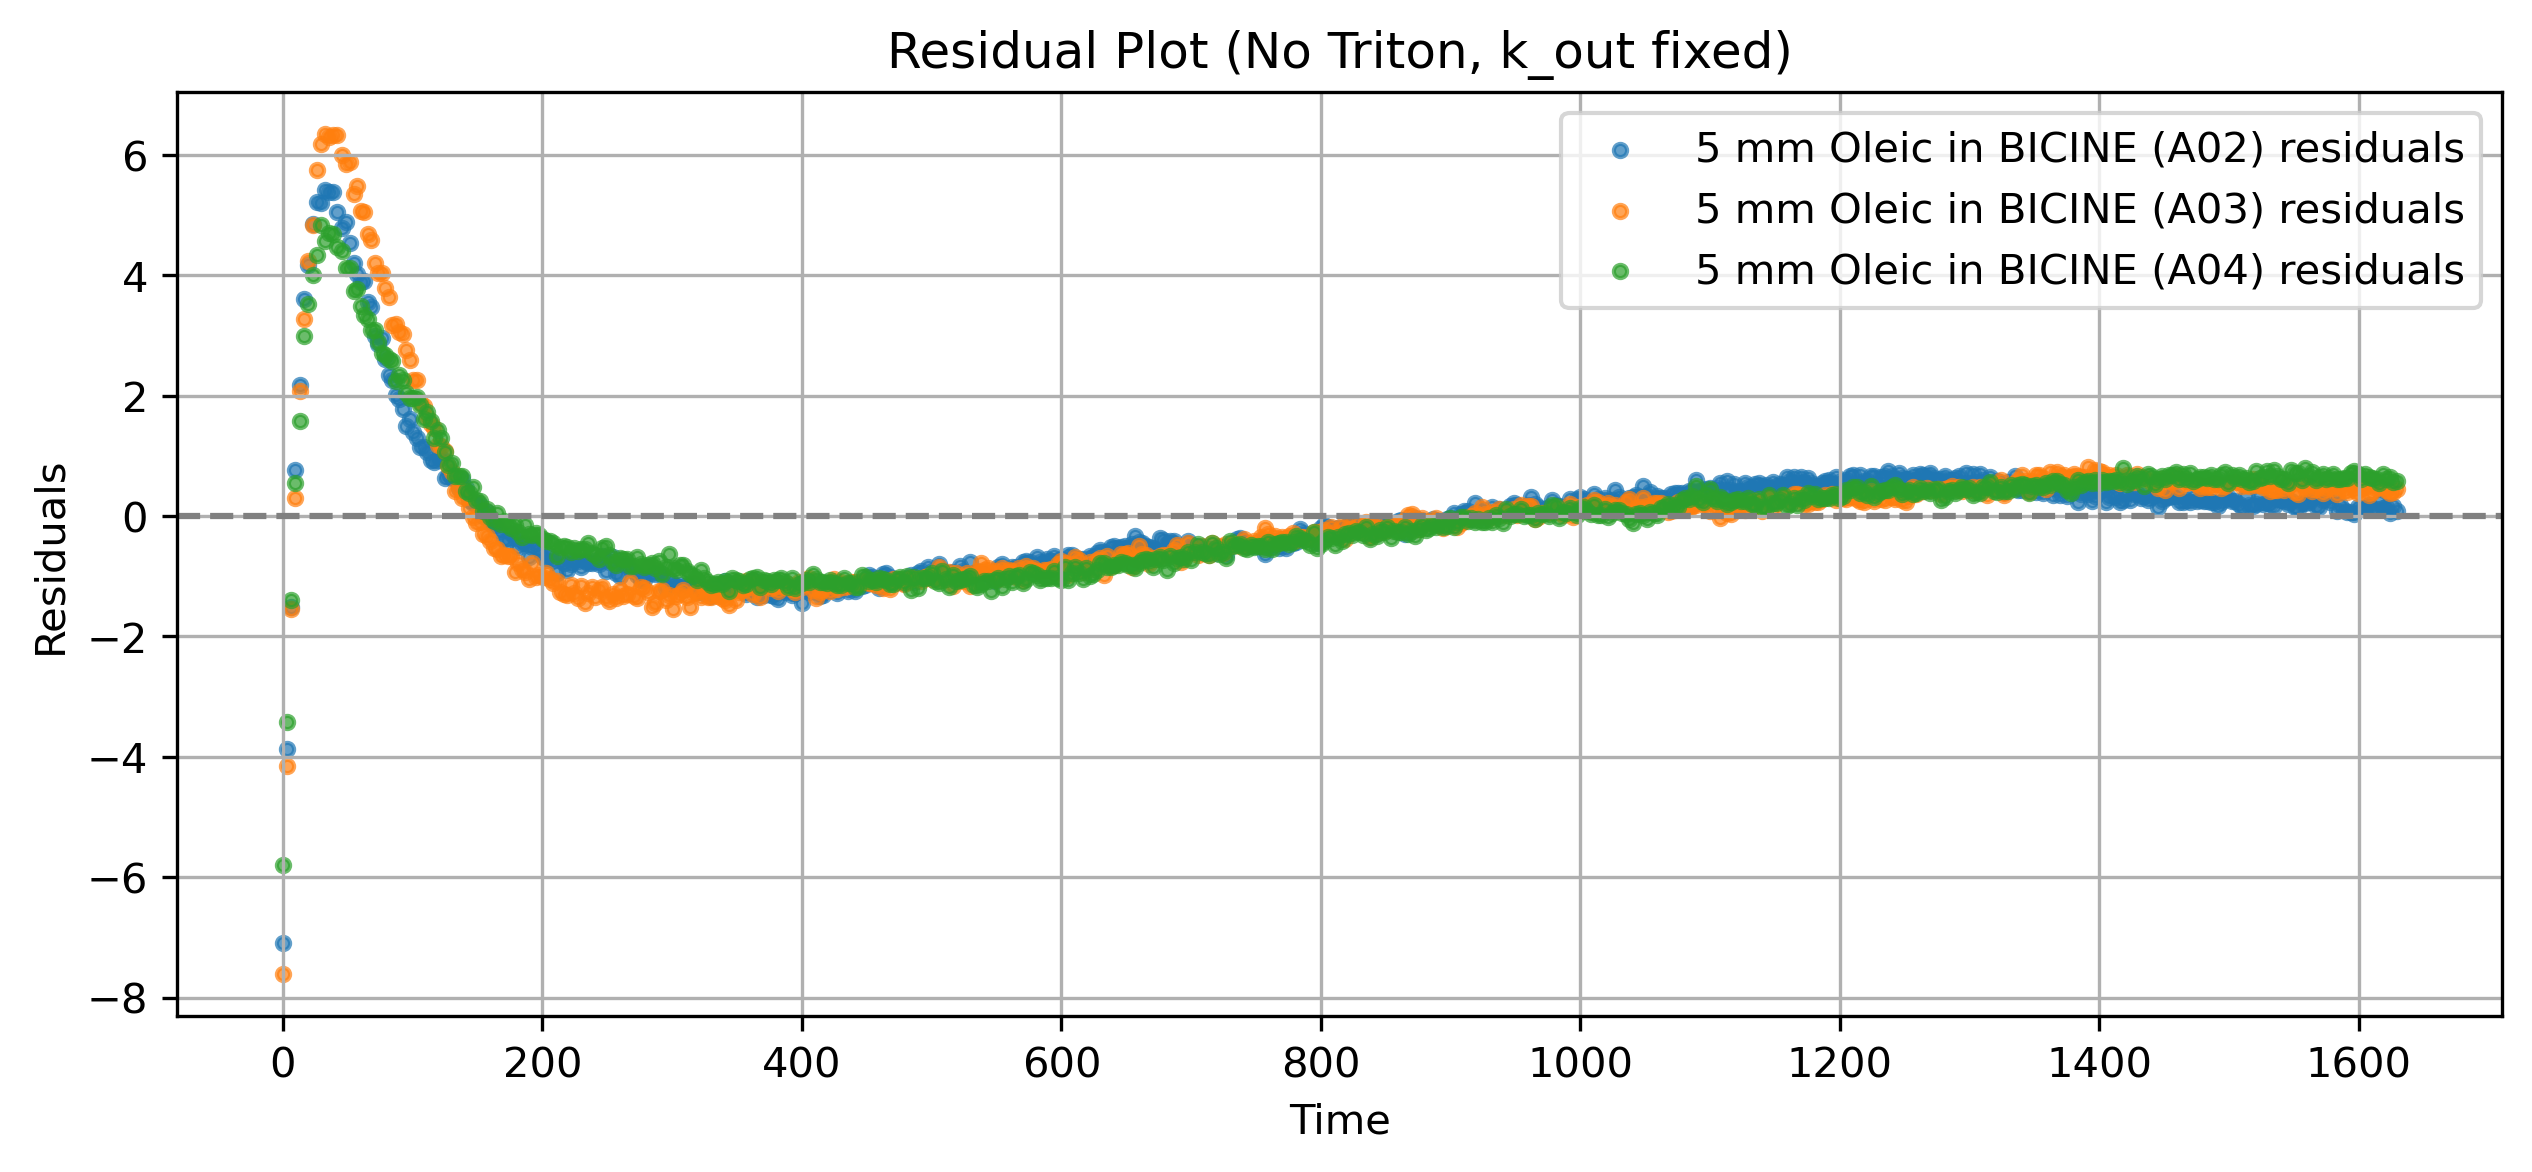 Residual Plot (No Triton, k_out fixed)
5 mm Oleic in BICINE (A02) residuals
5 mm Oleic in BICINE (A03) residuals
5 mm Oleic in BICINE (A04) residuals
Residuals
6
4
2
0
−2
−4
−6
−8
0 200 400 600 800 1000 1200 1400 1600
Time